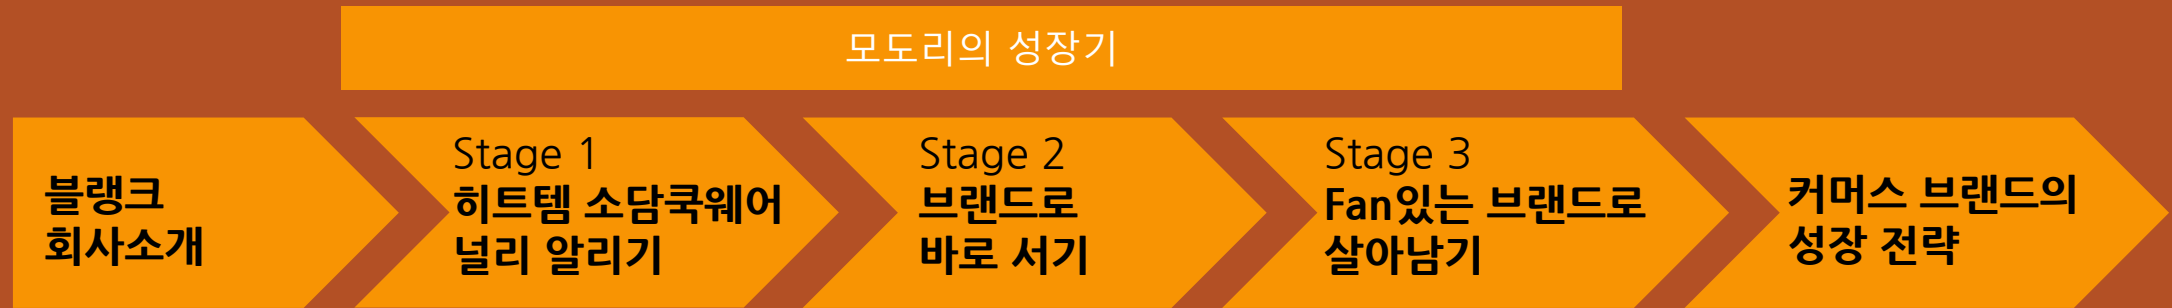 모도리의 성장기
블랭크
회사소개
Stage 1
히트템 소담쿡웨어
널리 알리기
Stage 2
브랜드로
바로 서기
Stage 3
Fan있는 브랜드로
살아남기
커머스 브랜드의
성장 전략